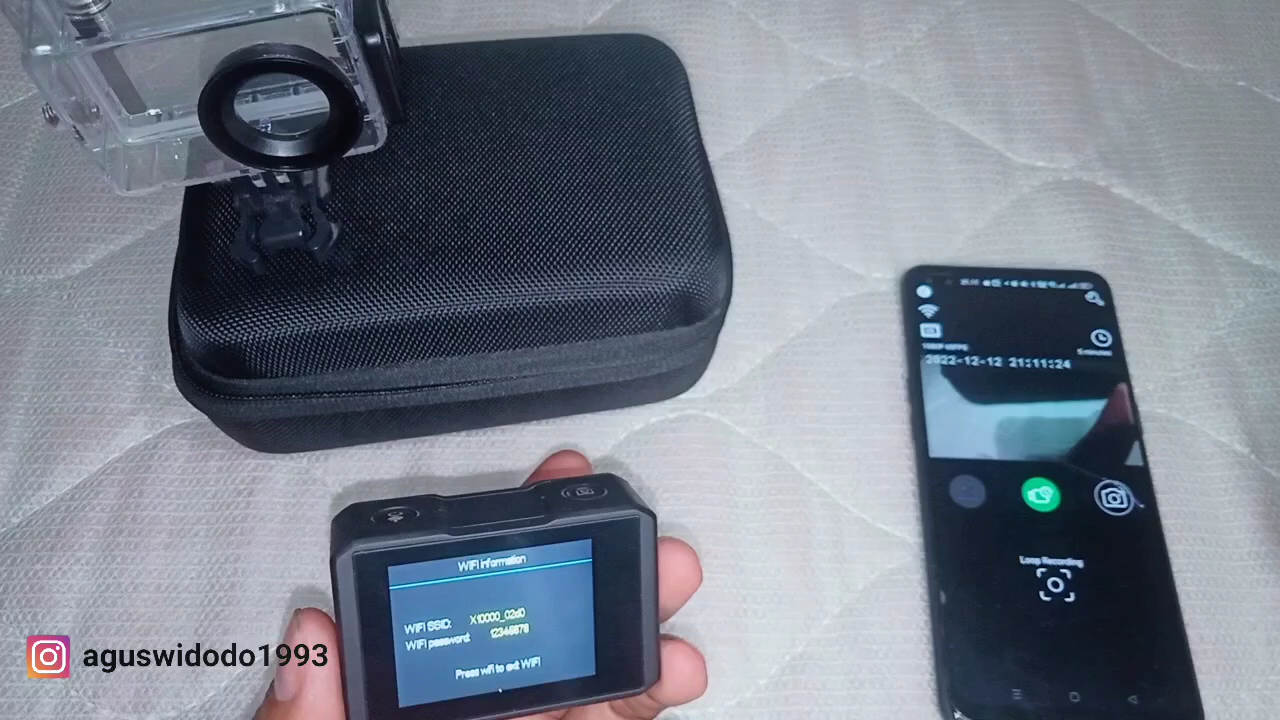 2022-12-12 21:11:24
Loop Recording
WIFI Information
WIFI SSID: X10000_02d0
WIFI password: 12345678
Press wifi to exit WIFI
aguswidodo1993